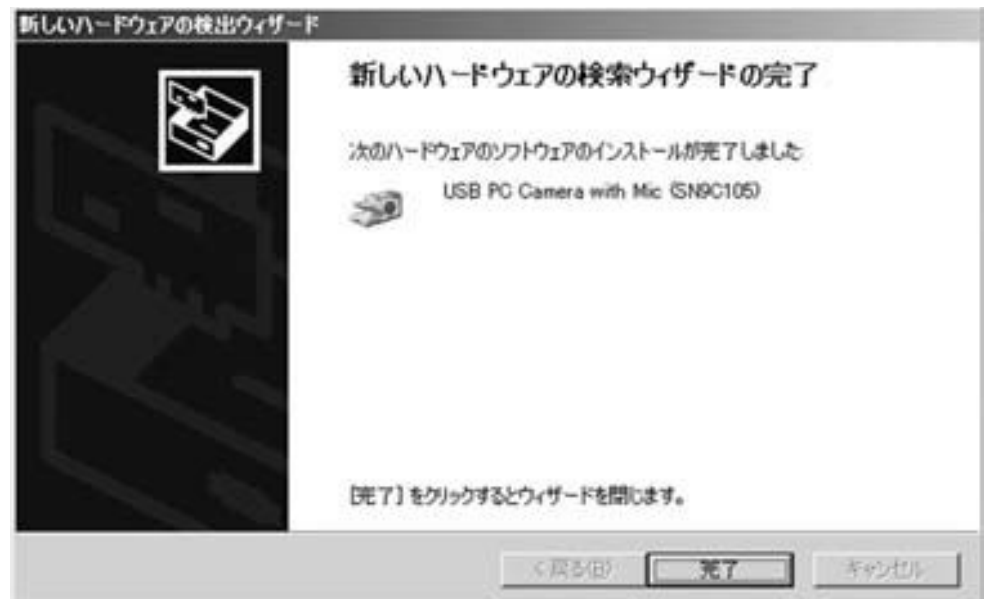 新しいハードウェアの検出ウィザード
新しいハードウェアの検索ウィザードの完了
次のハードウェアのソフトウェアのインストールが完了しました
USB PC Camera with Mic (SN9C105)
[完了] をクリックするとウィザードを閉じます。
< 戻る(B)
完了
キャンセル